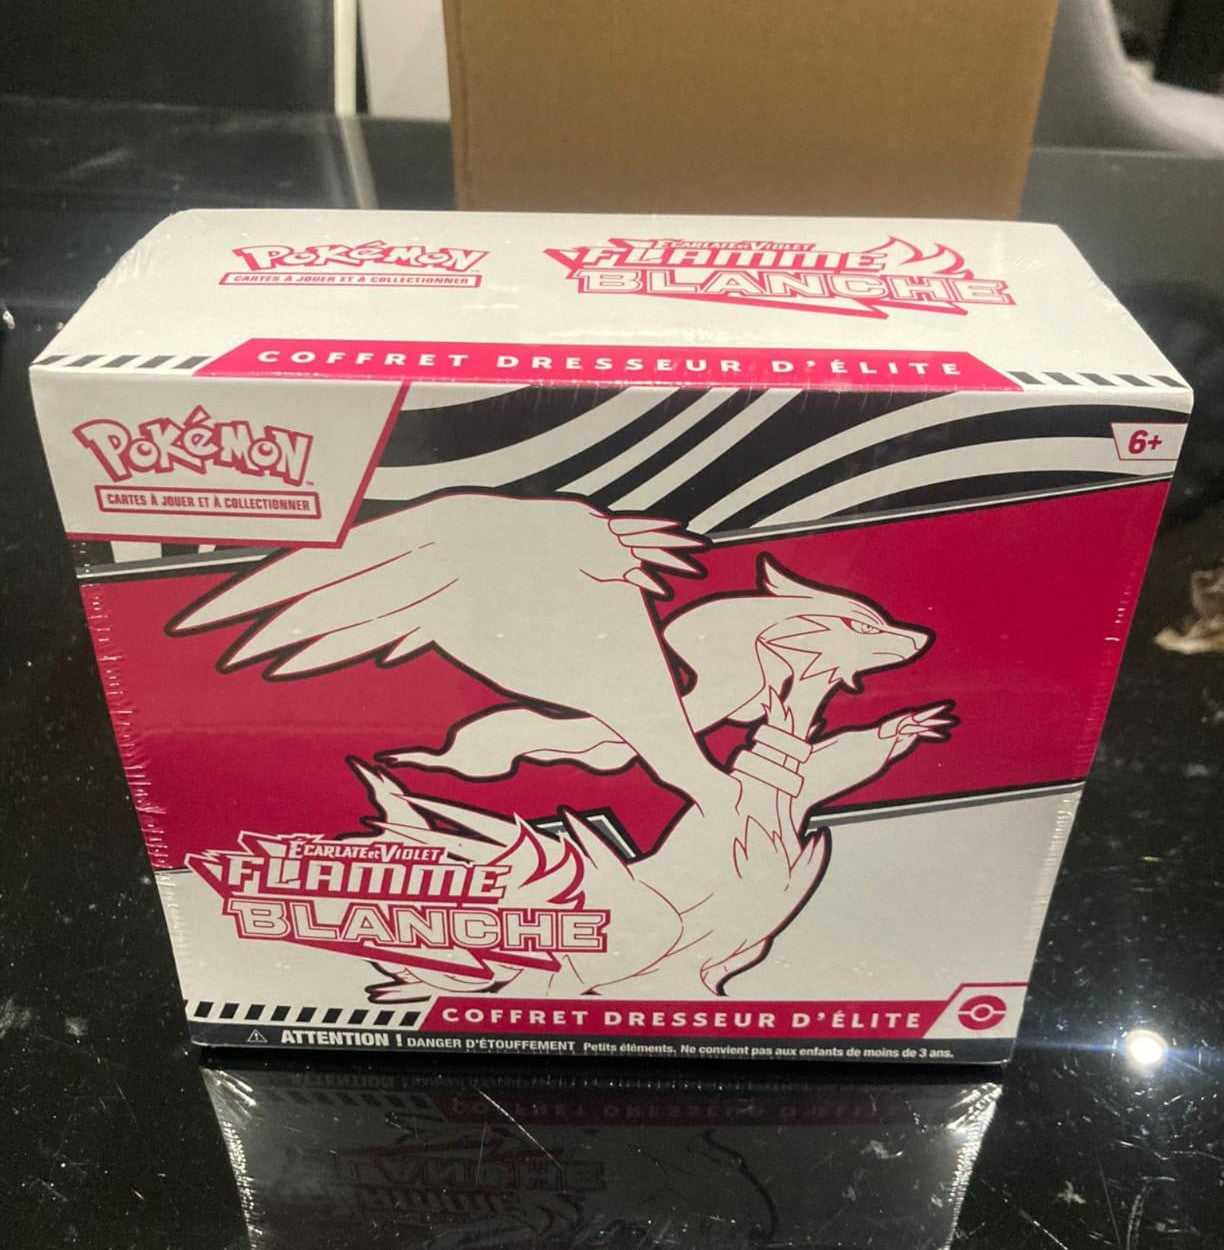 POKéMON
CARTES À JOUER ET À COLLECTIONNER
ÉCARLATE ET VIOLET
FLAMME
BLANCHE
COFFRET DRESSEUR D'ÉLITE
POKéMON
CARTES À JOUER ET À COLLECTIONNER
6+
ÉCARLATE ET VIOLET
FLAMME
BLANCHE
COFFRET DRESSEUR D'ÉLITE
ATTENTION ! DANGER D'ÉTOUFFEMENT Petits éléments. Ne convient pas aux enfants de moins de 3 ans.